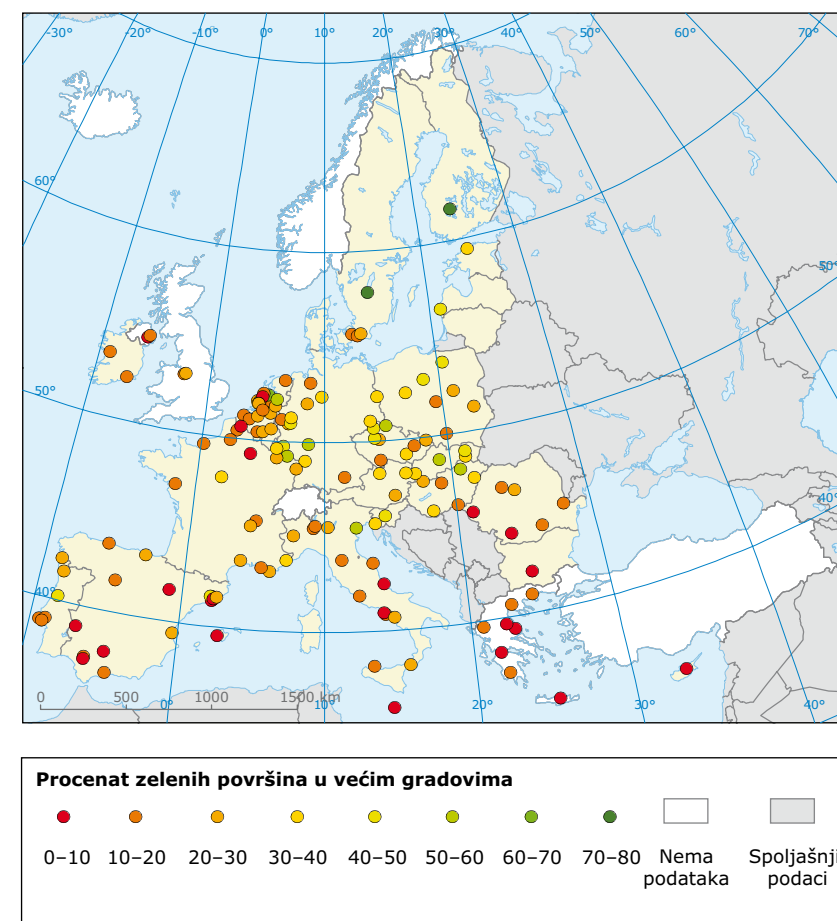 -30° -20° -10° 0° 10° 20° 30° 40° 50° 60° 70°
60°
50°
50°
40°
40°
0 500 1000 1500 km
0° 10° 20° 30° 40°
Procenat zelenih površina u većim gradovima
0–10 10–20 20–30 30–40 40–50 50–60 60–70 70–80 Nema podataka Spoljašnji podaci